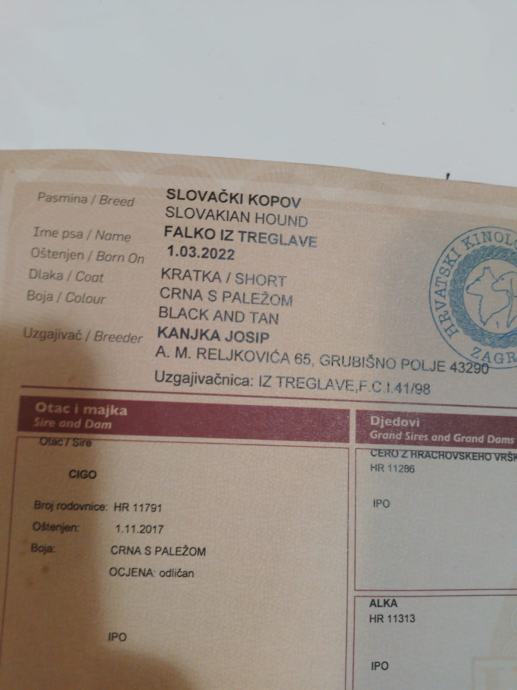 Pasmina / Breed SLOVAČKI KOPOV
SLOVAKIAN HOUND
Ime psa / Name FALKO IZ TREGLAVE
Oštenjen / Born On 1.03.2022
Dlaka / Coat KRATKA / SHORT
Boja / Colour CRNA S PALEŽOM
BLACK AND TAN
Uzgajivač / Breeder KANJKA JOSIP
A. M. RELJKOVIĆA 65, GRUBIŠNO POLJE 43290
Uzgajivačnica: IZ TREGLAVE,F.C.I.41/98
HRVATSKI KINOLO
ZAGR
Otac i majka
Sire and Dam
Otac / Sire
CIGO
Broj rodovnice: HR 11791
Oštenjen: 1.11.2017
Boja: CRNA S PALEŽOM
OCJENA: odličan
IPO
Djedovi
Grand Sires and Grand Dams
CERO Z HRACHOVSKEHO VRŠK
HR 11286
IPO
ALKA
HR 11313
IPO